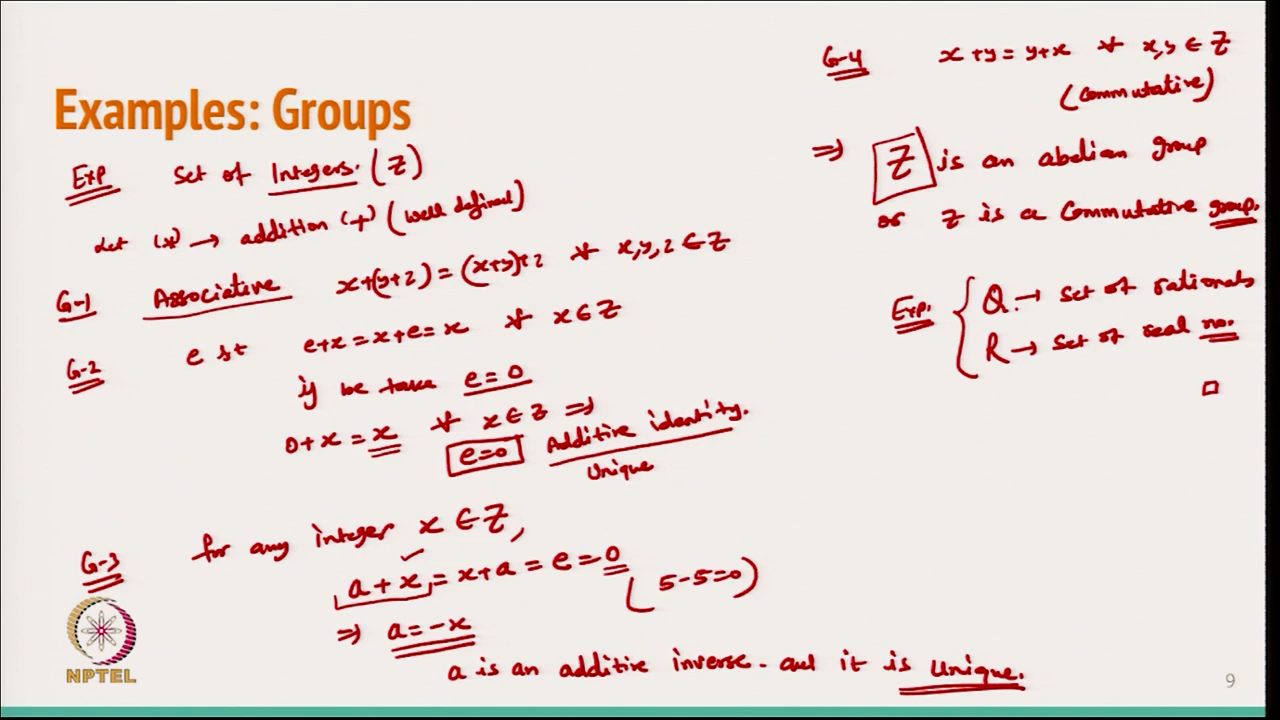 Examples: Groups
Exp Set of Integers. (Z)
Let (*) → addition (+) (Well defined)
G-1 Associative x+(y+z) = (x+y)+z ∀ x,y,z ∈ Z
G-2 e st e+x = x+e = x ∀ x ∈ Z
if be take e=0
0+x = x ∀ x ∈ Z ⇒
e=0 Additive identity.
Unique
G-3 for any integer x ∈ Z,
a+x = x+a = e = 0 (5-5=0)
⇒ a=-x
a is an additive inverse. and it is Unique.
G-4 x+y = y+x ∀ x,y ∈ Z
(Commutative)
⇒ Z is an abelian group
or Z is a Commutative group.
Exp. { Q → Set of rationals
R → Set of real no.
NPTEL
9